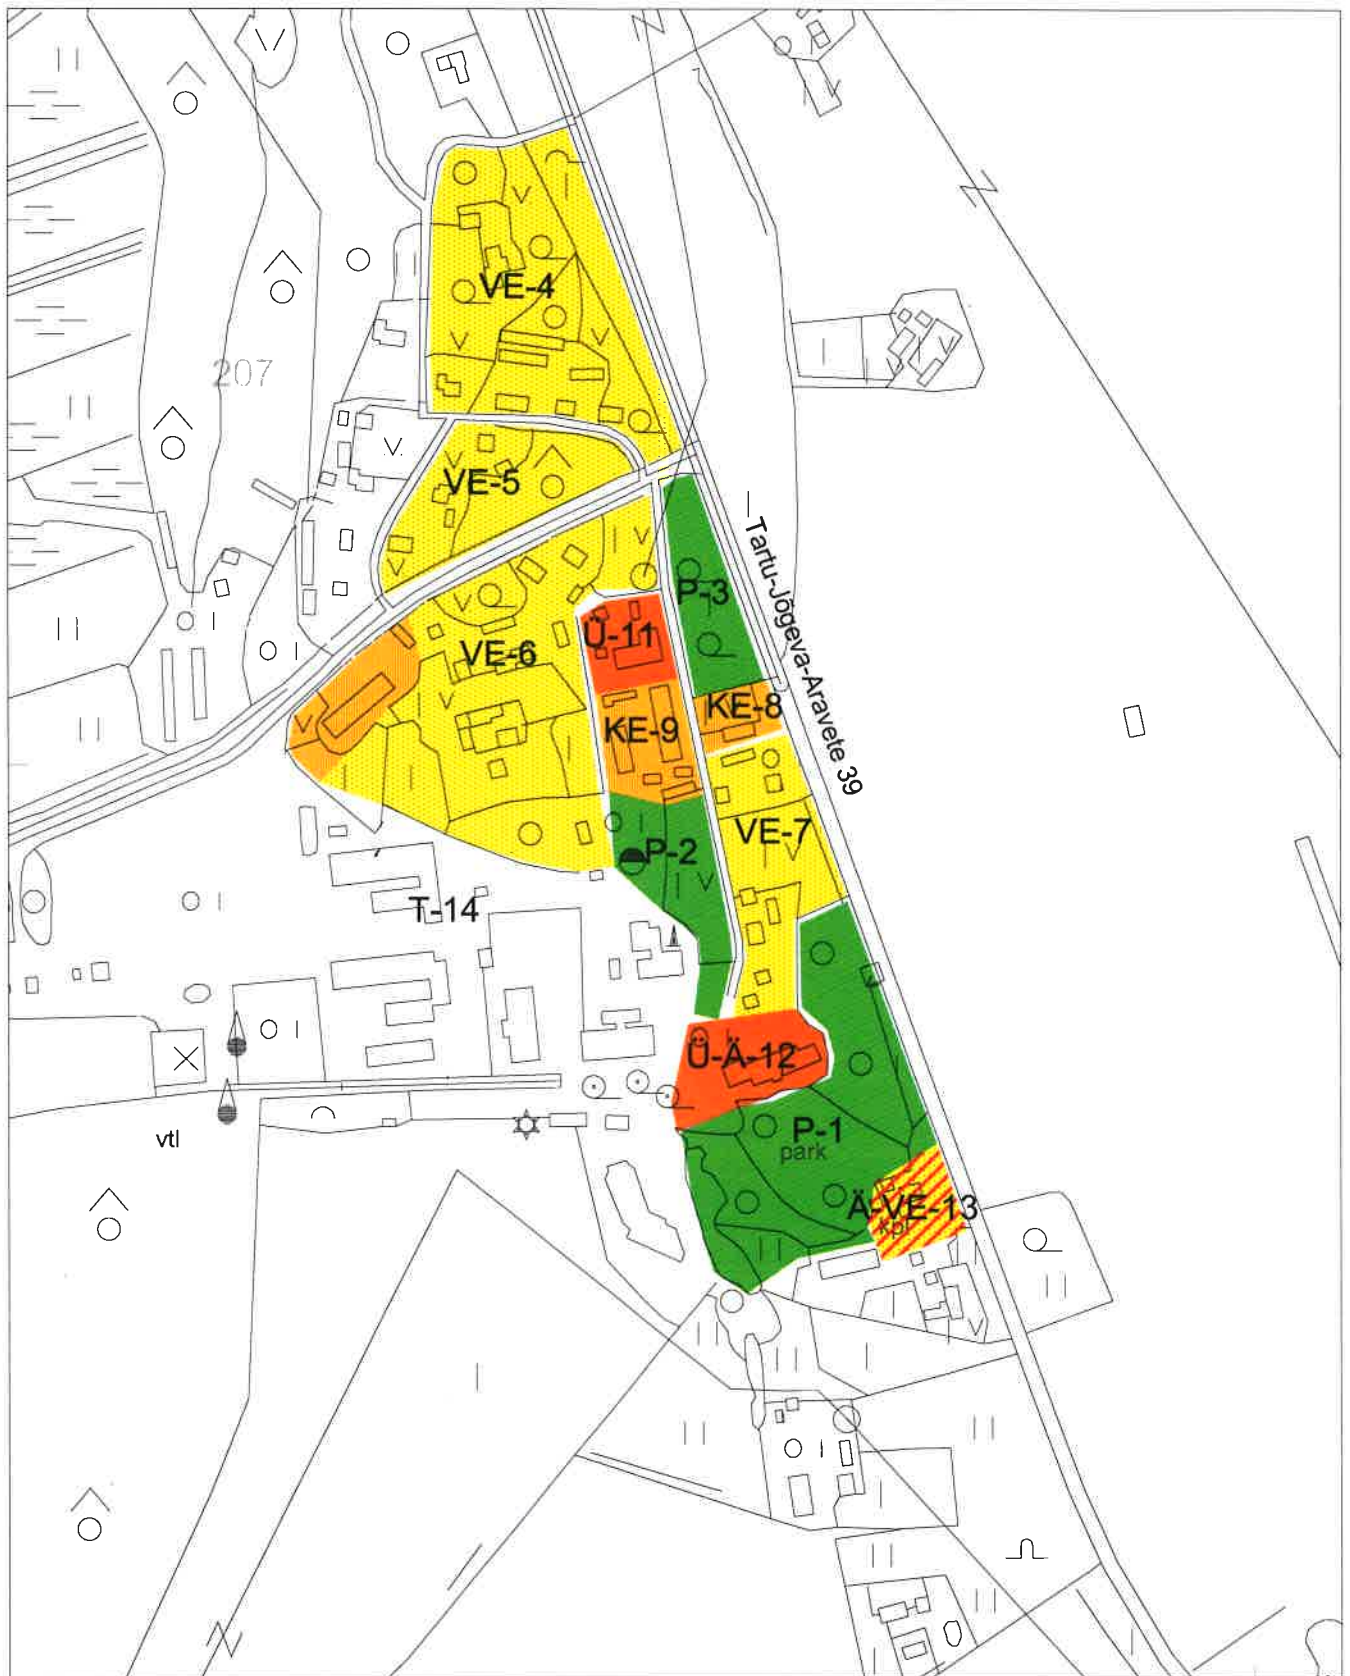 VE-4
207
VE-5
Tartu-Jõgeva-Aravete 39
P-3
Ü-11
VE-6
KE-8
KE-9
VE-7
P-2
T-14
Ü-Ä-12
vtl
P-1
park
Ä-VE-13
kpl